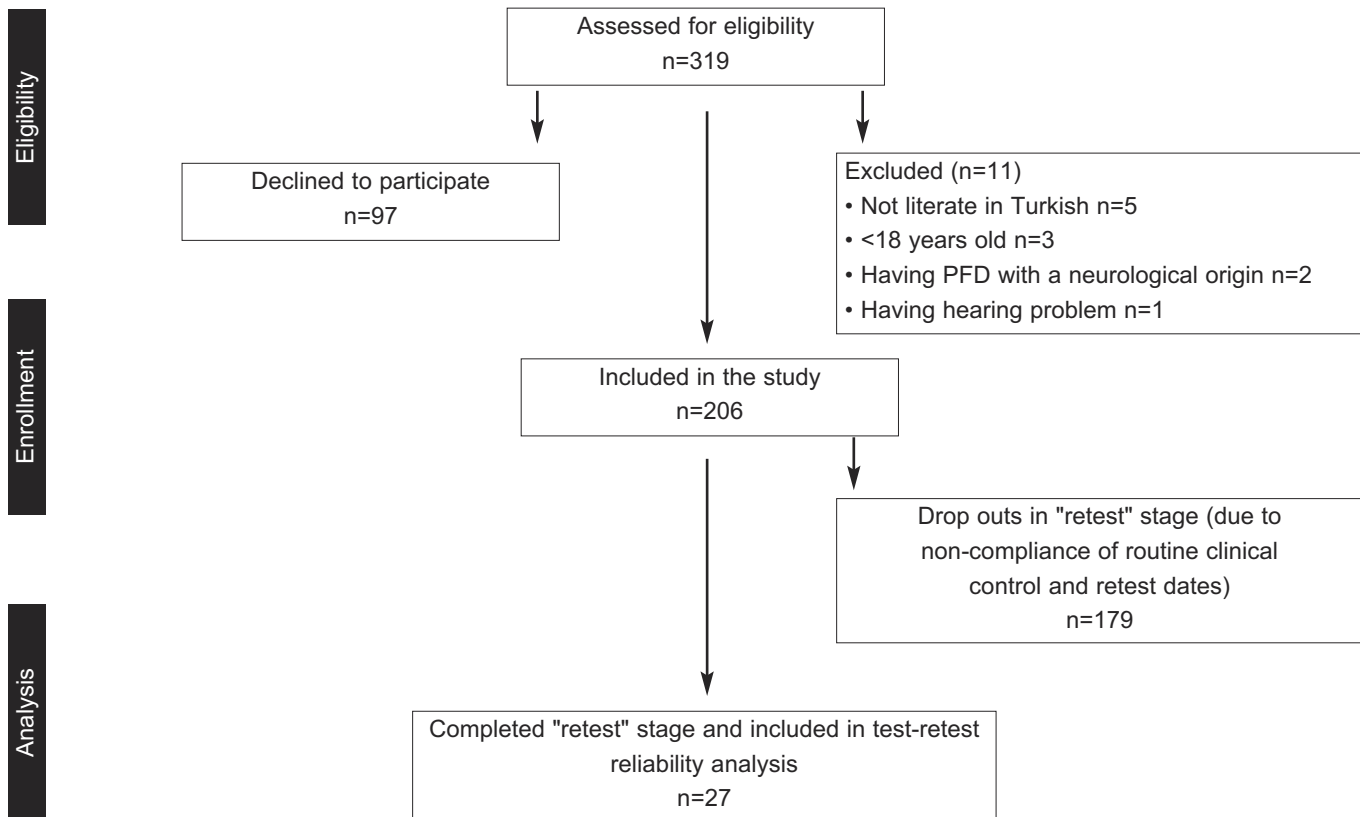 Eligibility
Assessed for eligibility
n=319
Declined to participate
n=97
Excluded (n=11)
• Not literate in Turkish n=5
• <18 years old n=3
• Having PFD with a neurological origin n=2
• Having hearing problem n=1
Enrollment
Included in the study
n=206
Drop outs in "retest" stage (due to
non-compliance of routine clinical
control and retest dates)
n=179
Analysis
Completed "retest" stage and included in test-retest
reliability analysis
n=27